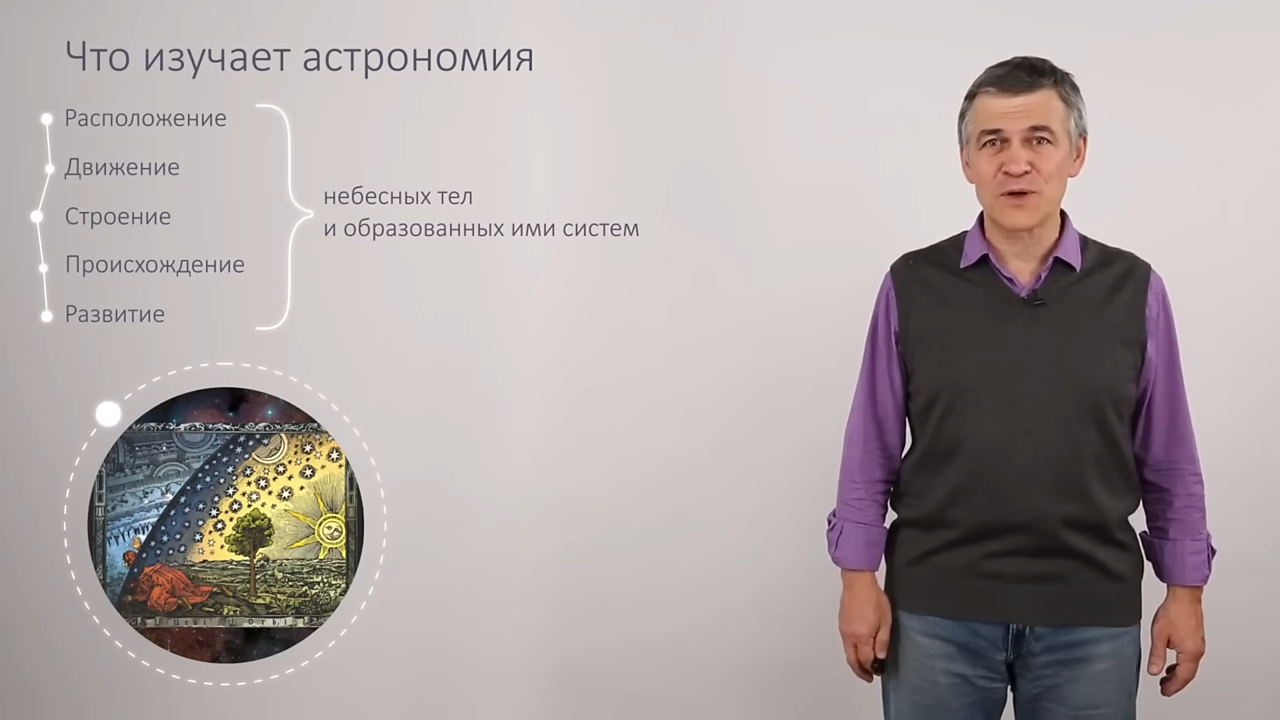 Что изучает астрономия
Расположение
Движение
Строение
Происхождение
Развитие
небесных тел
и образованных ими систем